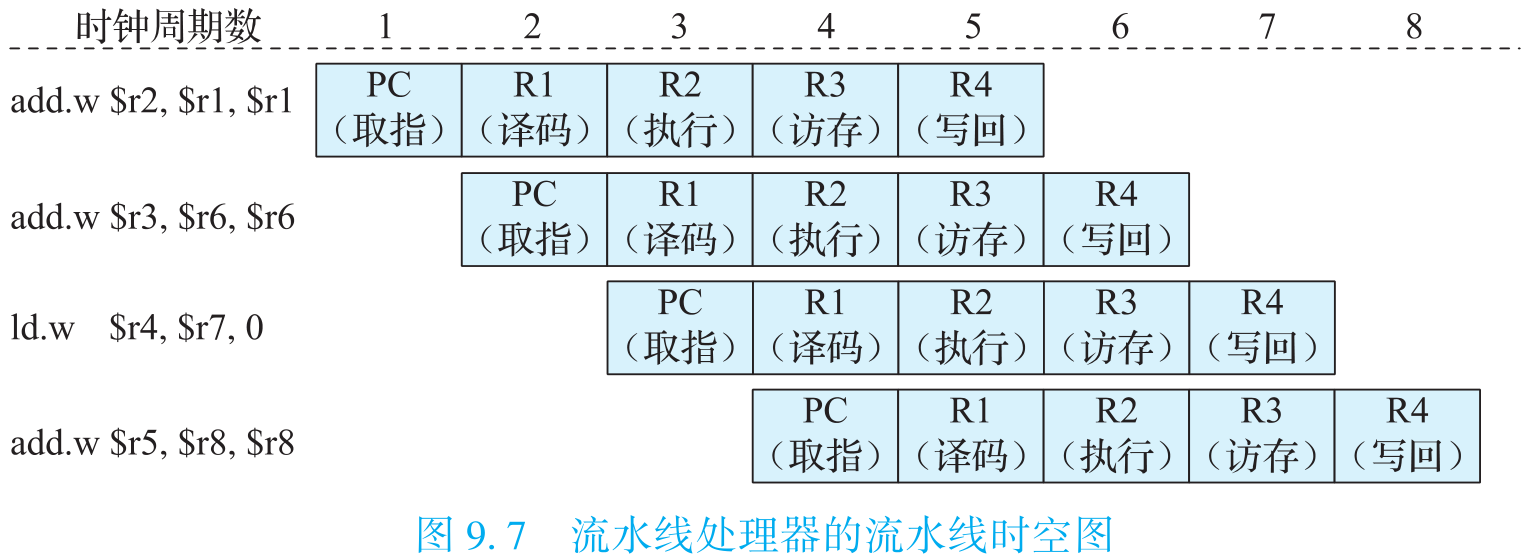 时钟周期数 1 2 3 4 5 6 7 8
add.w $r2, $r1, $r1 PC R1 R2 R3 R4
（取指） （译码） （执行） （访存） （写回）
add.w $r3, $r6, $r6 PC R1 R2 R3 R4
（取指） （译码） （执行） （访存） （写回）
ld.w $r4, $r7, 0 PC R1 R2 R3 R4
（取指） （译码） （执行） （访存） （写回）
add.w $r5, $r8, $r8 PC R1 R2 R3 R4
（取指） （译码） （执行） （访存） （写回）
图 9.7 流水线处理器的流水线时空图